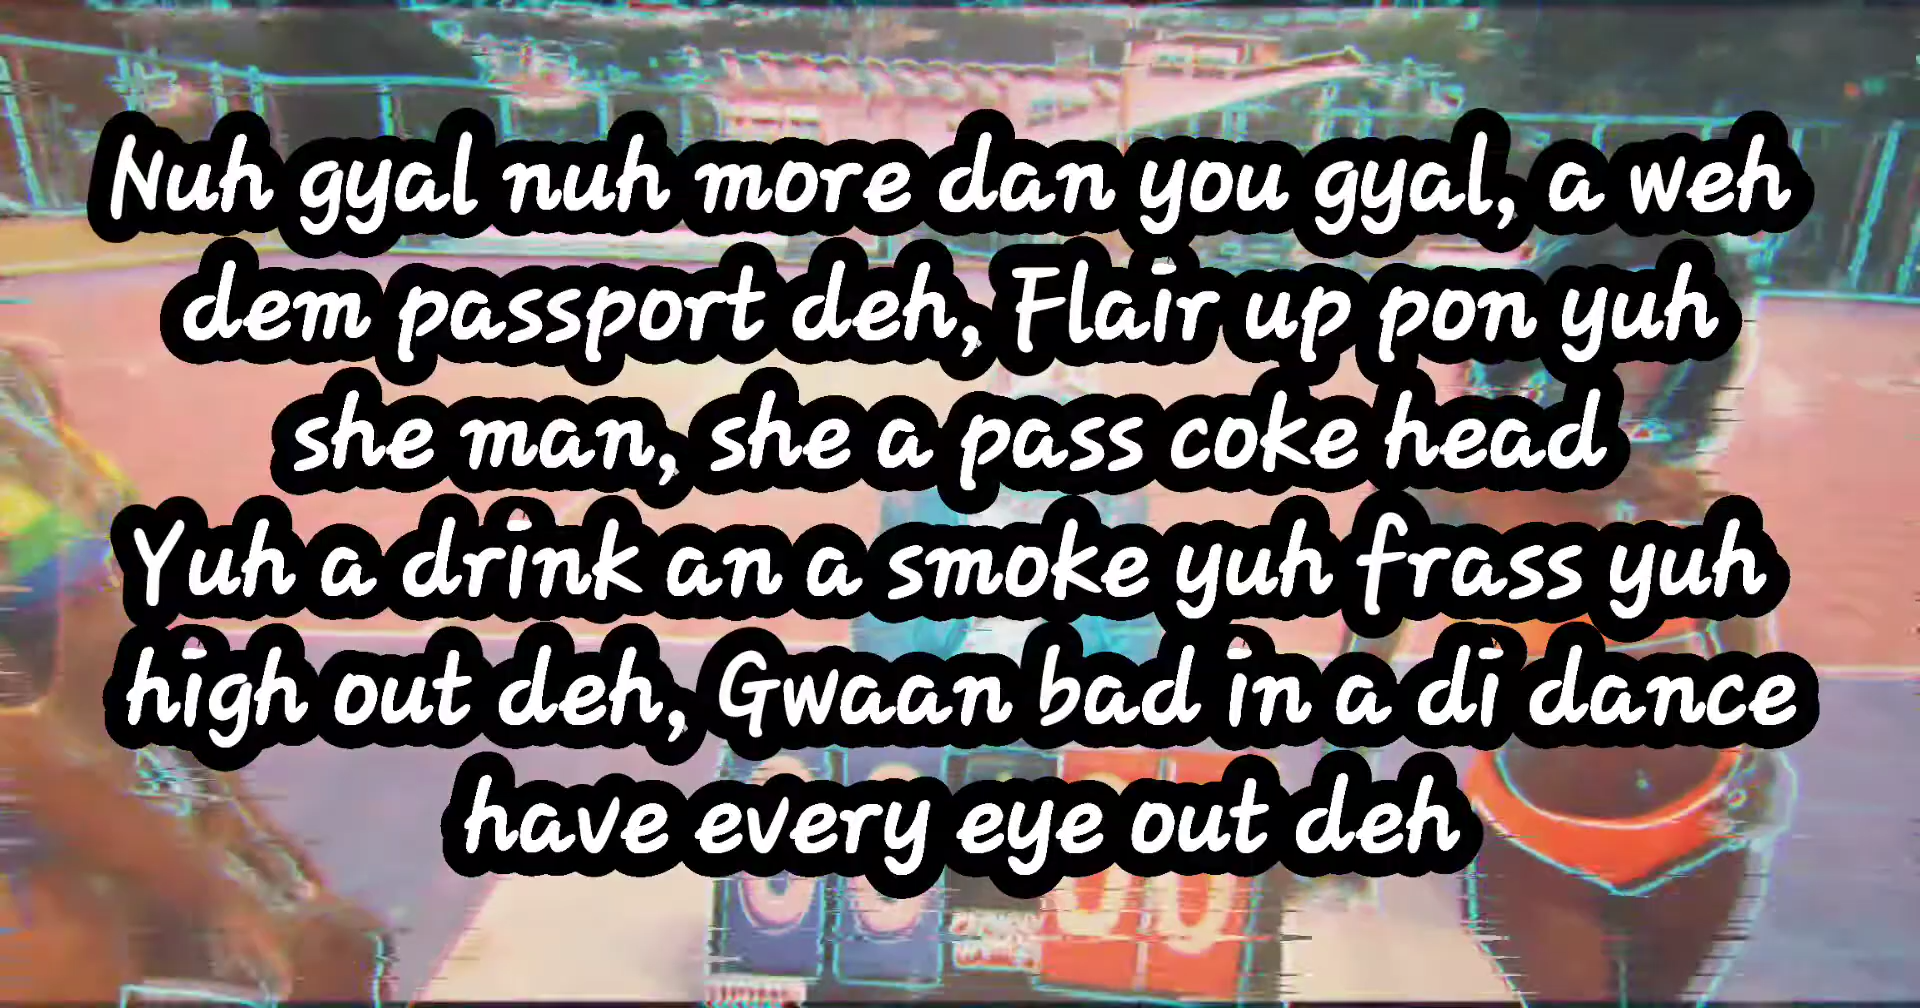 Nuh gyal nuh more dan you gyal, a weh
dem passport deh, Flair up pon yuh
she man, she a pass coke head
Yuh a drink an a smoke yuh frass yuh
high out deh, Gwaan bad in a di dance
have every eye out deh